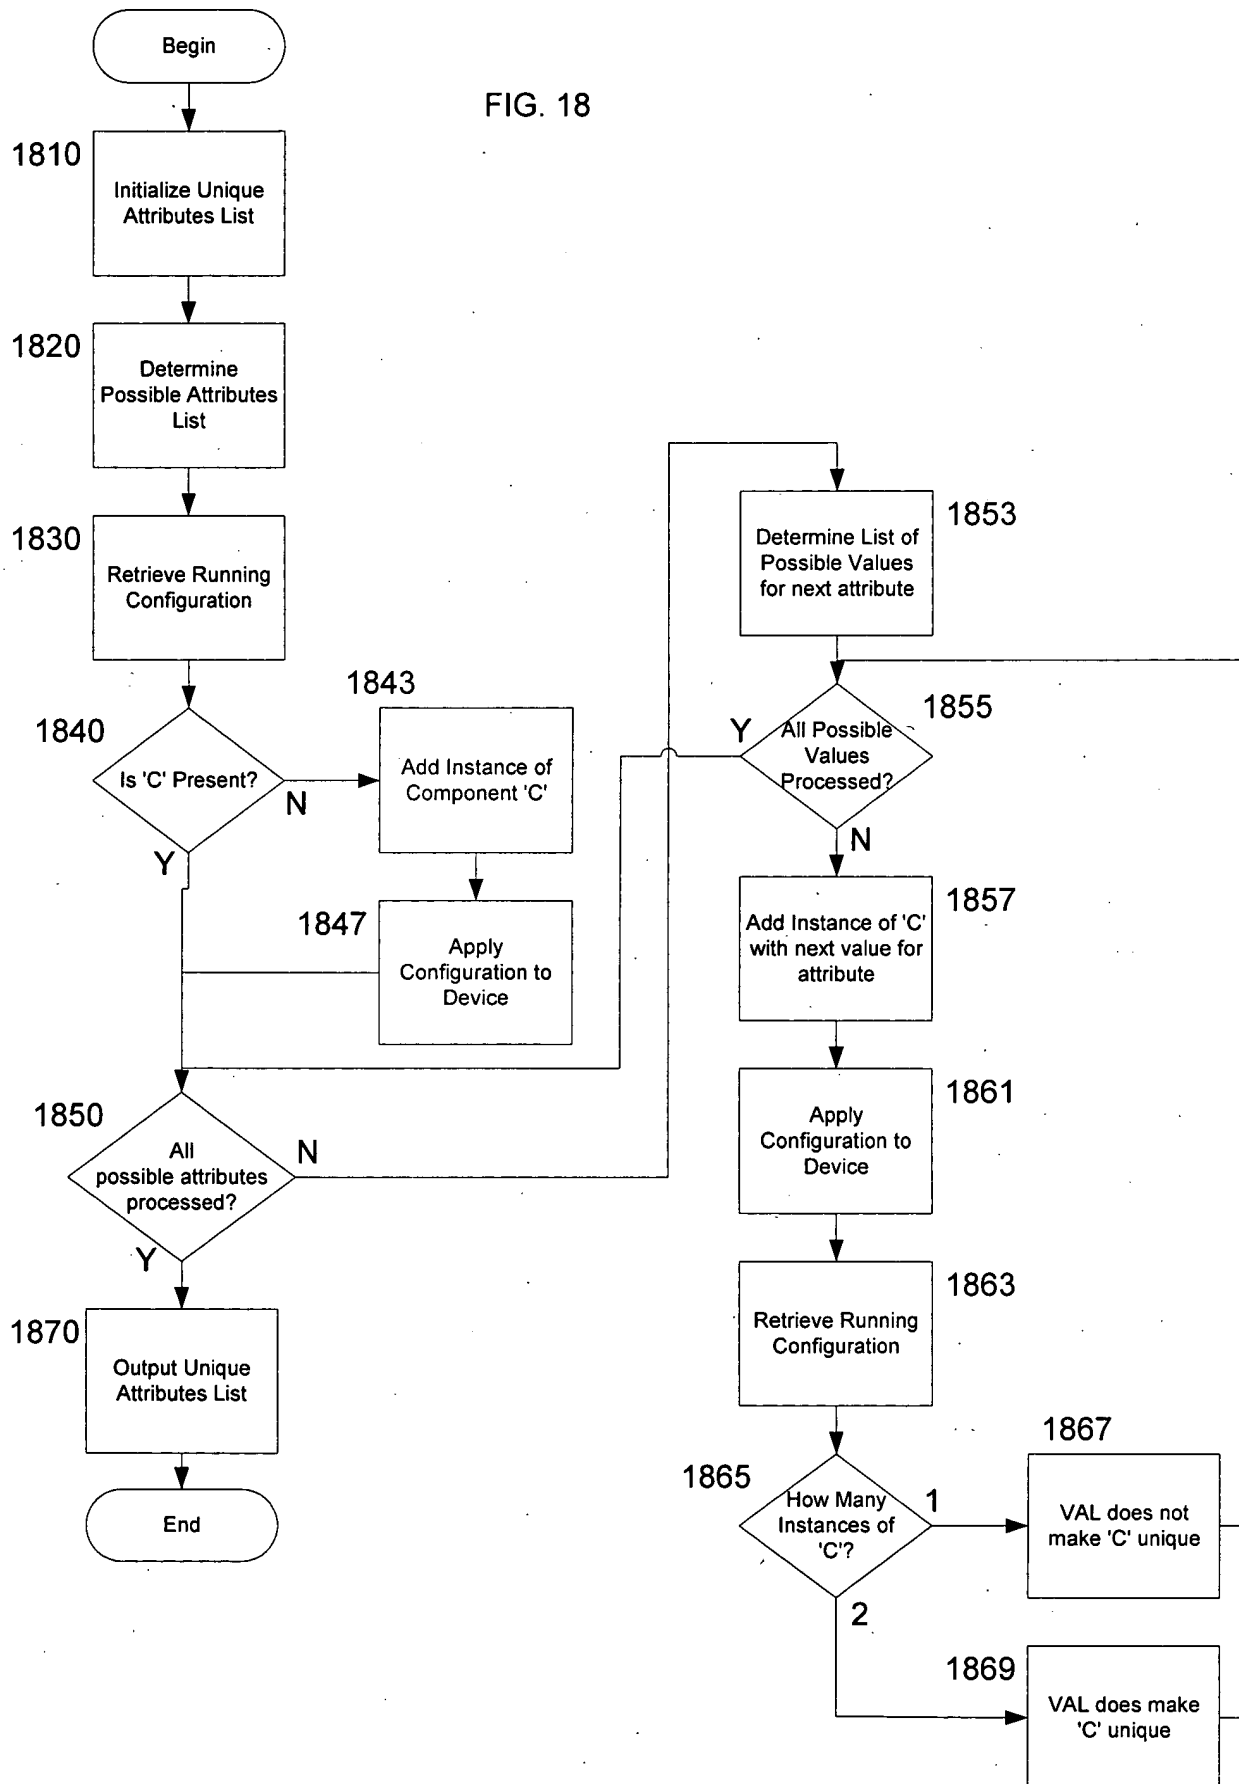 Begin
FIG. 18
1810
Initialize Unique
Attributes List
1820
Determine
Possible Attributes
List
1830
Retrieve Running
Configuration
1840
Is 'C' Present?
N
Y
1843
Add Instance of
Component 'C'
1847
Apply
Configuration to
Device
1850
All
possible attributes
processed?
N
Y
1870
Output Unique
Attributes List
End
1853
Determine List of
Possible Values
for next attribute
1855
All Possible
Values
Processed?
Y
N
1857
Add Instance of 'C'
with next value for
attribute
1861
Apply
Configuration to
Device
1863
Retrieve Running
Configuration
1865
How Many
Instances of
'C'?
1
2
1867
VAL does not
make 'C' unique
1869
VAL does make
'C' unique